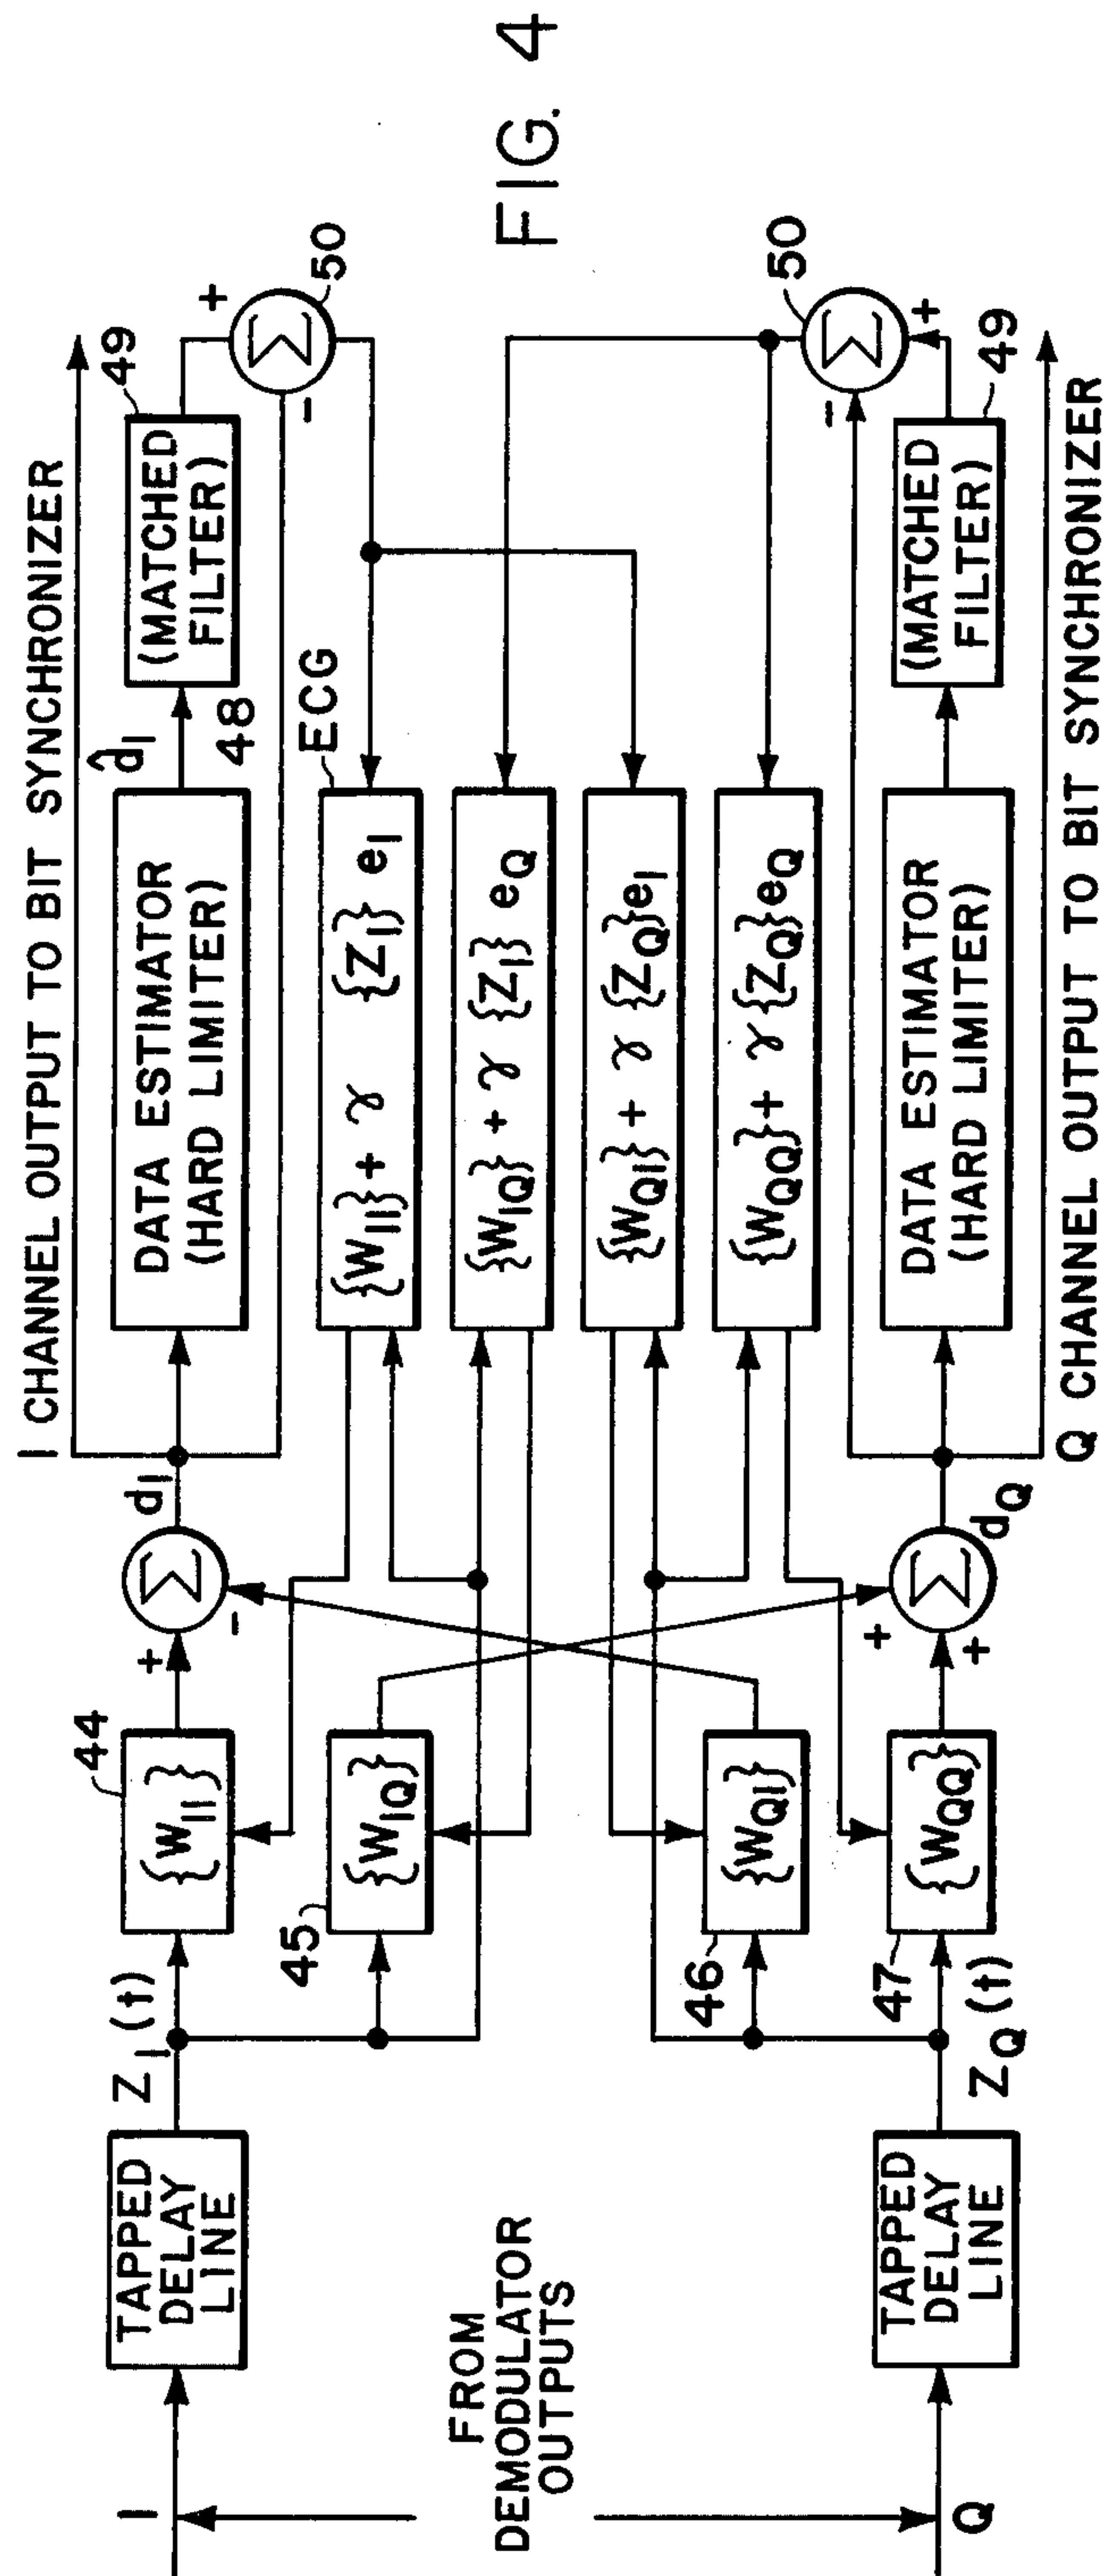 FIG. 4
I CHANNEL OUTPUT TO BIT SYNCHRONIZER
I
TAPPED
DELAY
LINE
Z_I (t)
44
{W_II}
+
-
Σ
d_I
DATA ESTIMATOR
(HARD LIMITER)
d̂_I
48
(MATCHED
FILTER)
49
+
-
Σ
50
45
{W_IQ}
ECG
{W_II} + γ {Z_I} e_I
{W_IQ} + γ {Z_I} e_Q
{W_QI} + γ {Z_Q} e_I
{W_QQ} + γ {Z_Q} e_Q
FROM
DEMODULATOR
OUTPUTS
46
{W_QI}
50
Σ
-
+
Q
TAPPED
DELAY
LINE
Z_Q (t)
47
{W_QQ}
+
+
Σ
d_Q
DATA ESTIMATOR
(HARD LIMITER)
(MATCHED
FILTER)
49
Q CHANNEL OUTPUT TO BIT SYNCHRONIZER